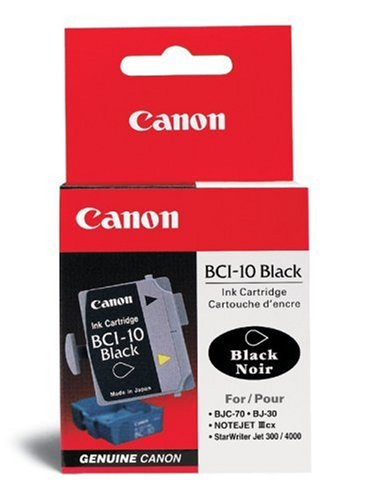 Canon
Canon
BCI-10 Black
Ink Cartridge
Cartouche d'encre
Canon
Ink Cartridge
BCI-10
Black
Made in Japan
Black
Noir
For / Pour
• BJC-70 • BJ-30
• NOTEJET IIIcx
• StarWriter Jet 300 / 4000
GENUINE CANON